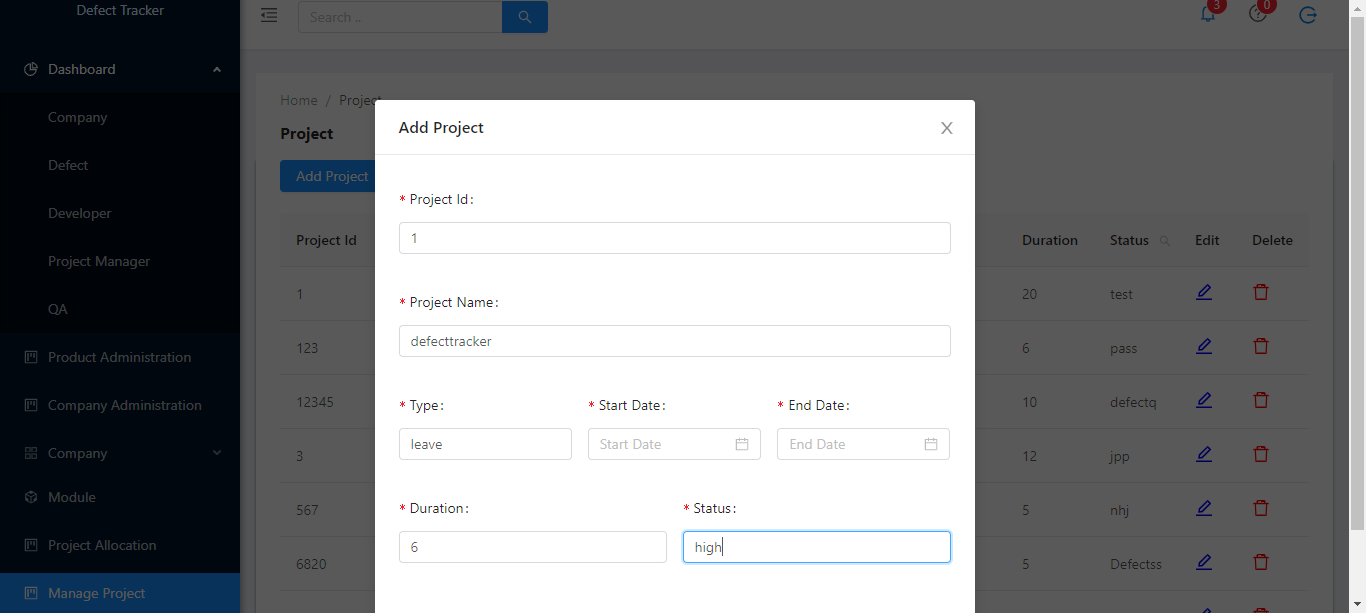 Defect Tracker
Search ..
3
0
Dashboard
Company
Defect
Developer
Project Manager
QA
Product Administration
Company Administration
Company
Module
Project Allocation
Manage Project
Home / Project
Project
Add Project
Project Id Duration Status Edit Delete
1 20 test
123 6 pass
12345 10 defectq
3 12 jpp
567 5 nhj
6820 5 Defectss
Add Project
* Project Id:
1
* Project Name:
defecttracker
* Type: * Start Date: * End Date:
leave Start Date End Date
* Duration: * Status:
6 high